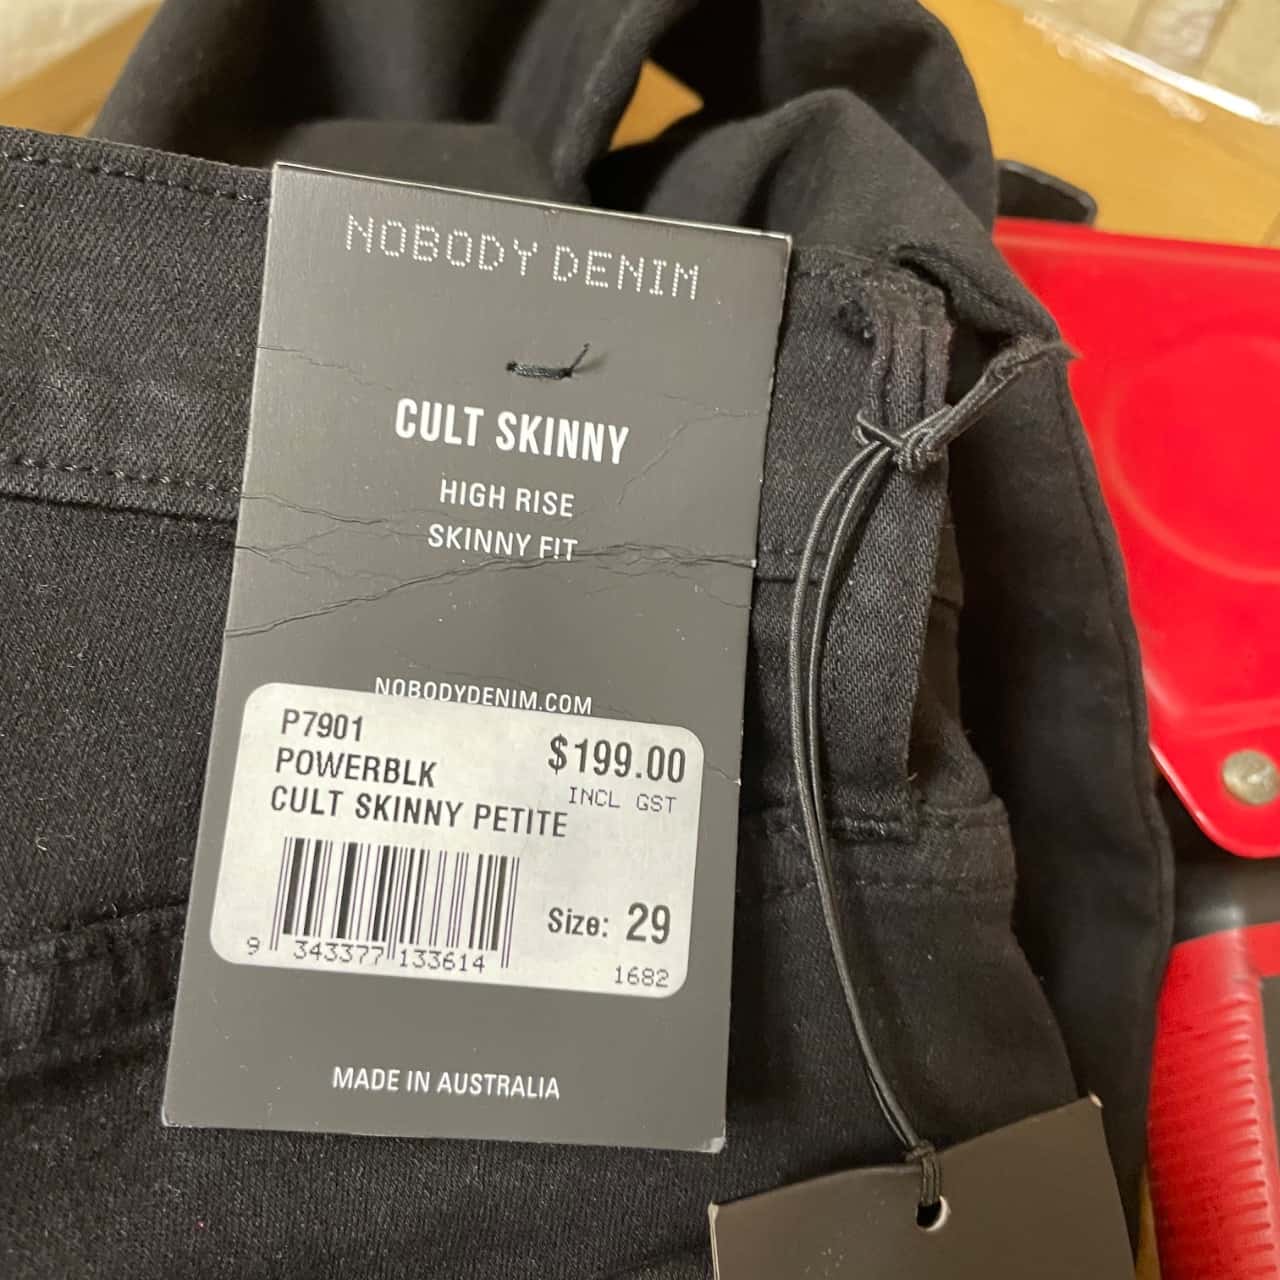 NOBODY DENIM
CULT SKINNY
HIGH RISE
SKINNY FIT
NOBODYDENIM.COM
P7901
POWERBLK
CULT SKINNY PETITE
$199.00
INCL GST
Size: 29
9 343377 133614
1682
MADE IN AUSTRALIA